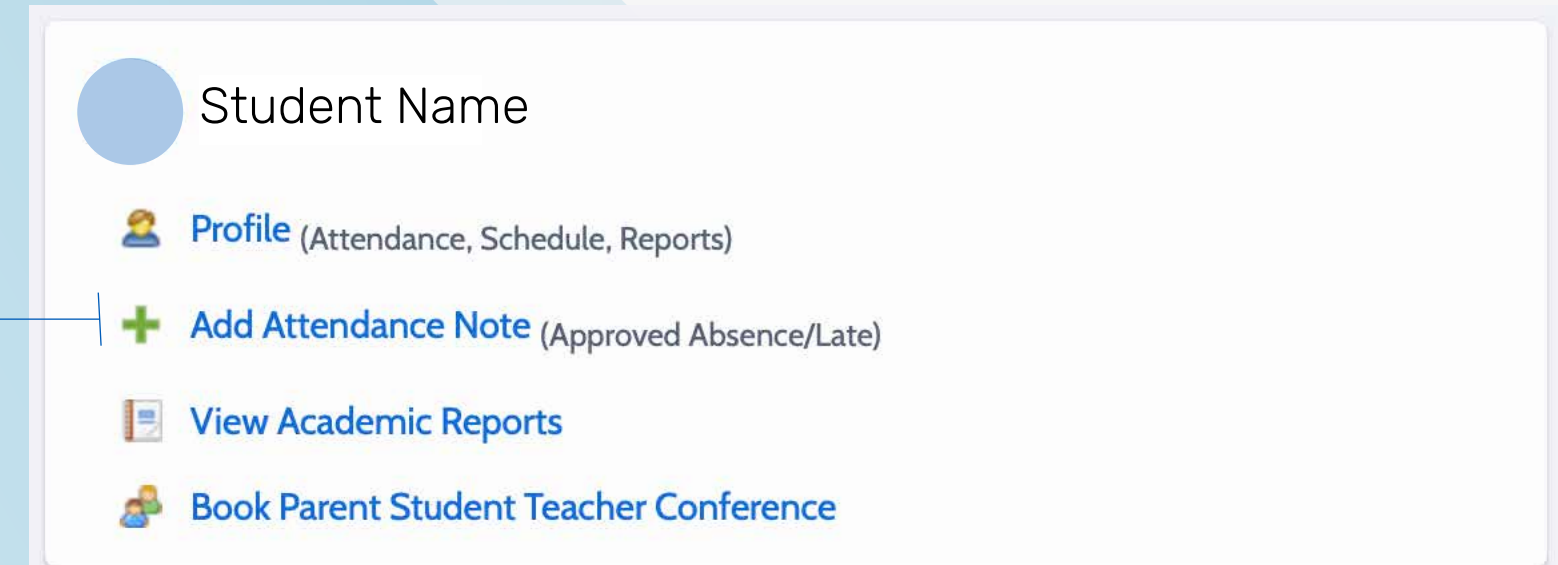 Student Name
Profile (Attendance, Schedule, Reports)
Add Attendance Note (Approved Absence/Late)
View Academic Reports
Book Parent Student Teacher Conference